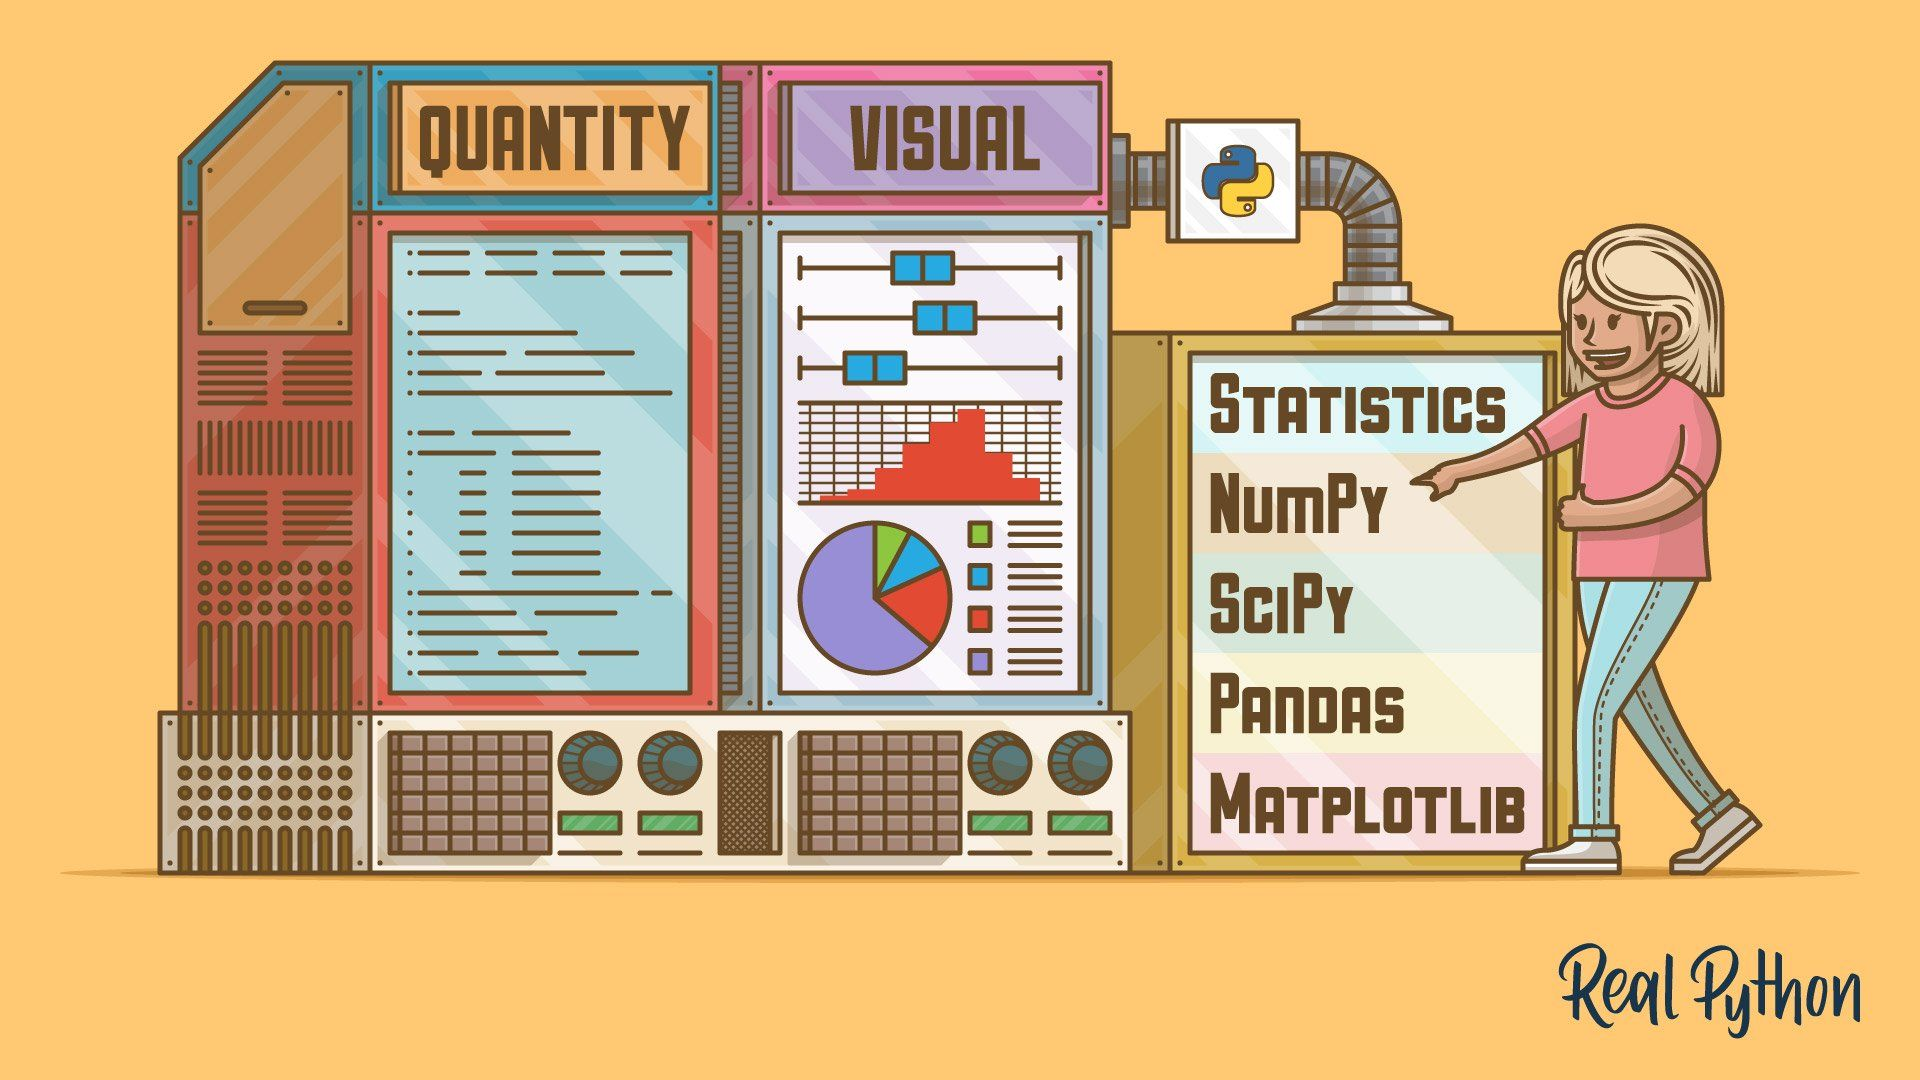 QUANTITY
VISUAL
STATISTICS
NUMPY
SCIPY
PANDAS
MATPLOTLIB
Real Python